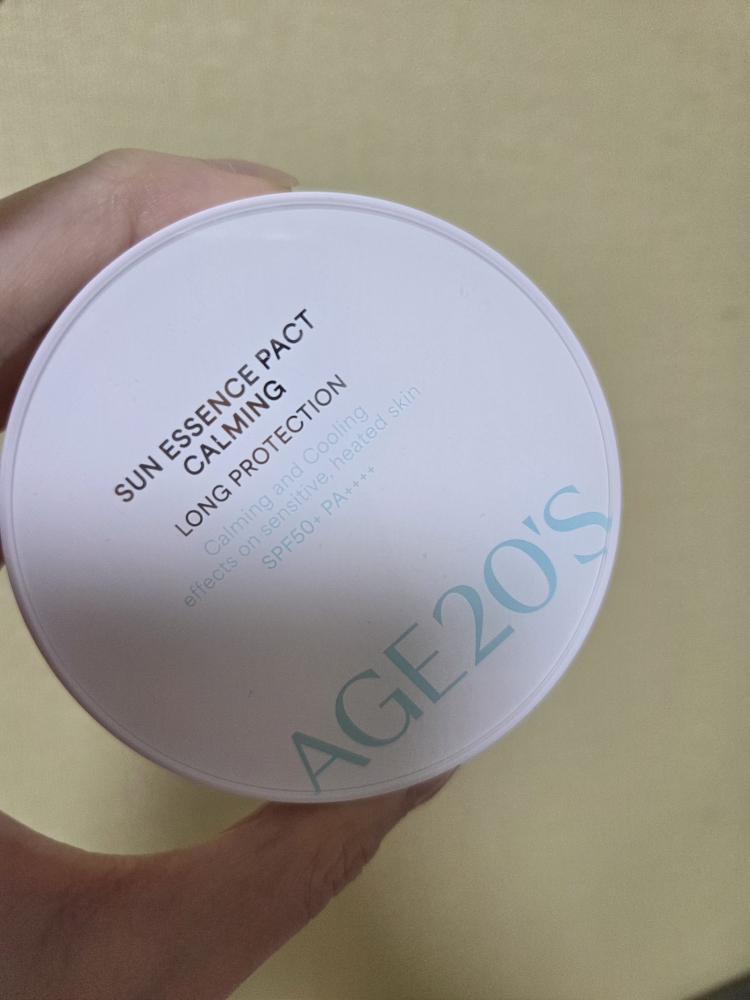 SUN ESSENCE PACT
CALMING
LONG PROTECTION
Calming and Cooling
effects on sensitive, heated skin
SPF50+ PA++++
AGE20'S